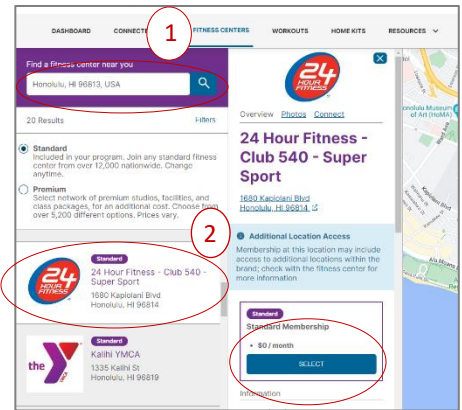 DASHBOARD
FITNESS CENTERS
WORKOUTS
HOME KITS
RESOURCES
1
Find a fitness center near you
Honolulu, HI 96813, USA
20 Results
Filters
Standard
Included in your program. Join any standard fitness
center from over 12,000 nationwide. Change
anytime.
Premium
Select network of premium studios, facilities, and
class packages, for an additional cost. Choose from
over 5,200 different options. Prices vary.
2
24
HOUR
FITNESS
Standard
24 Hour Fitness - Club 540 -
Super Sport
1680 Kapiolani Blvd
Honolulu, HI 96814
the
YMCA
Standard
Kalihi YMCA
1335 Kalihi St
Honolulu, HI 96819
24
HOUR
FITNESS
Overview Photos Connect
24 Hour Fitness -
Club 540 - Super
Sport
1680 Kapiolani Blvd
Honolulu, HI 96814
Additional Location
Access
Membership at this location may include
access to additional locations within the
brand; check with the fitness center for
more information
Standard
Standard Membership
• $0 / month
SELECT
Information
Museum
of Art (HoMA)